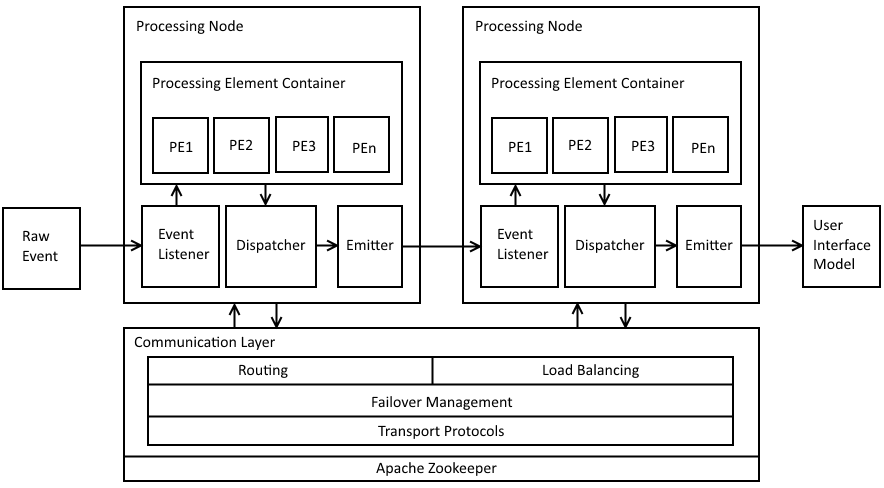 Processing Node
Processing Element Container
PE1 PE2 PE3 PEn
Raw
Event
Event
Listener
Dispatcher
Emitter
Processing Node
Processing Element Container
PE1 PE2 PE3 PEn
Event
Listener
Dispatcher
Emitter
User
Interface
Model
Communication Layer
Routing
Load Balancing
Failover Management
Transport Protocols
Apache Zookeeper